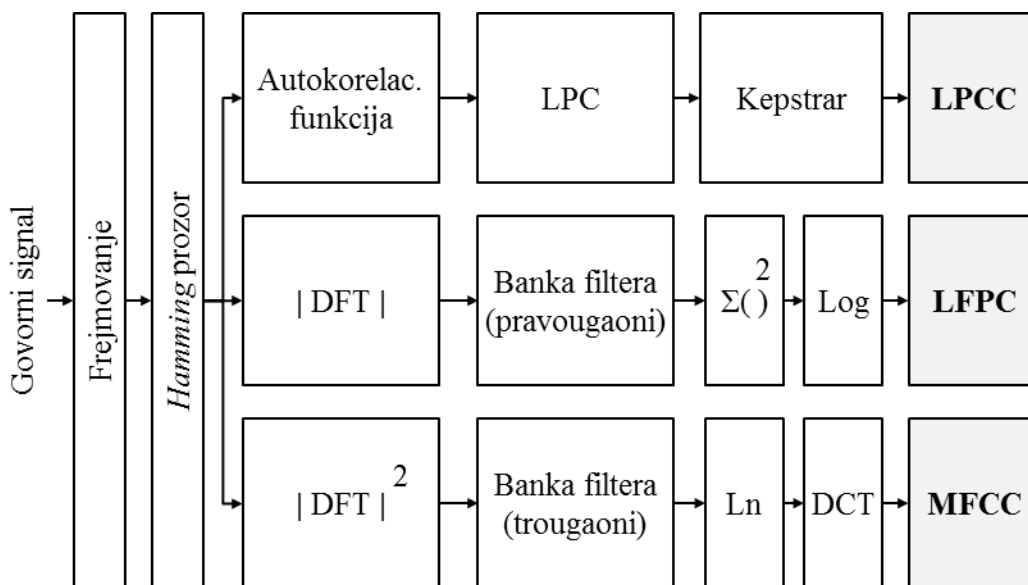 Govorni signal
Frejmovanje
Hamming prozor
Autokorelac.
funkcija
LPC
Kepstrar
LPCC
| DFT |
Banka filtera
(pravougaoni)
Σ( )²
Log
LFPC
| DFT |²
Banka filtera
(trougaoni)
Ln
DCT
MFCC